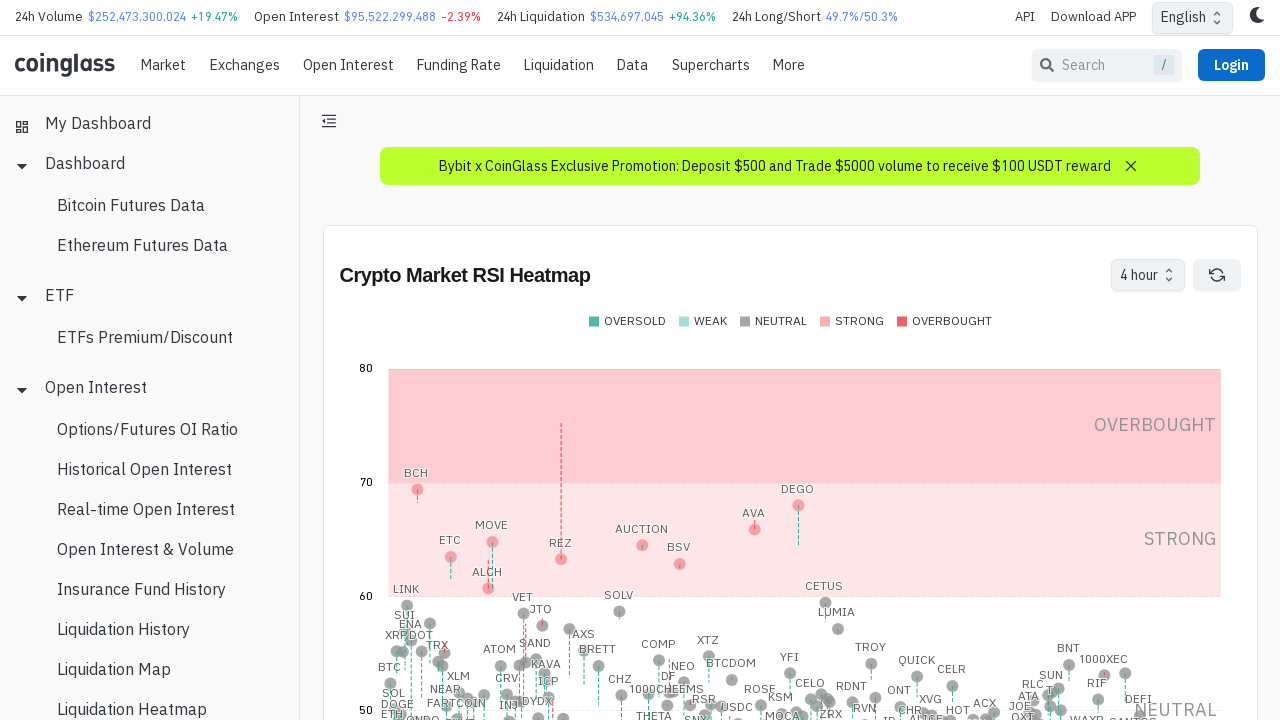 24h Volume $252,473,300,024 +19.47% Open Interest $95,522,299,488 -2.39% 24h Liquidation $534,697,045 +94.36% 24h Long/Short 49.7%/50.3% API Download APP English
coinglass Market Exchanges Open Interest Funding Rate Liquidation Data Supercharts More Search / Login
My Dashboard
Dashboard
Bitcoin Futures Data
Ethereum Futures Data
ETF
ETFs Premium/Discount
Open Interest
Options/Futures OI Ratio
Historical Open Interest
Real-time Open Interest
Open Interest & Volume
Insurance Fund History
Liquidation History
Liquidation Map
Liquidation Heatmap
Bybit x CoinGlass Exclusive Promotion: Deposit $500 and Trade $5000 volume to receive $100 USDT reward
Crypto Market RSI Heatmap
4 hour
OVERSOLD WEAK NEUTRAL STRONG OVERBOUGHT
80
OVERBOUGHT
BCH
70
DEGO
AVA
MOVE
AUCTION
ETC
REZ
STRONG
BSV
ALCH
CETUS
LINK
60
VET
SOLV
JTO
LUMIA
SUI
ENA
XRP
DOT
AXS
TRX
SAND
COMP
XTZ
ATOM
BRETT
TROY
BNT
YFI
QUICK
1000XEC
BTC
KAVA
NEO
BTCDOM
CELR
XLM
CRV
ICP
CHZ
SUN
SOL
NEAR
1000CHEEMS
ROSE
CELO
RDNT
ONT
RLC
RIF
DOGE
FARTCOIN
INJ
DYDX
RSR
KSM
XVG
ACX
ATA
DEFI
ETH
THETA
USDC
RVN
CHR
HOT
JOE
NEUTRAL
50
MOCA
ZRX